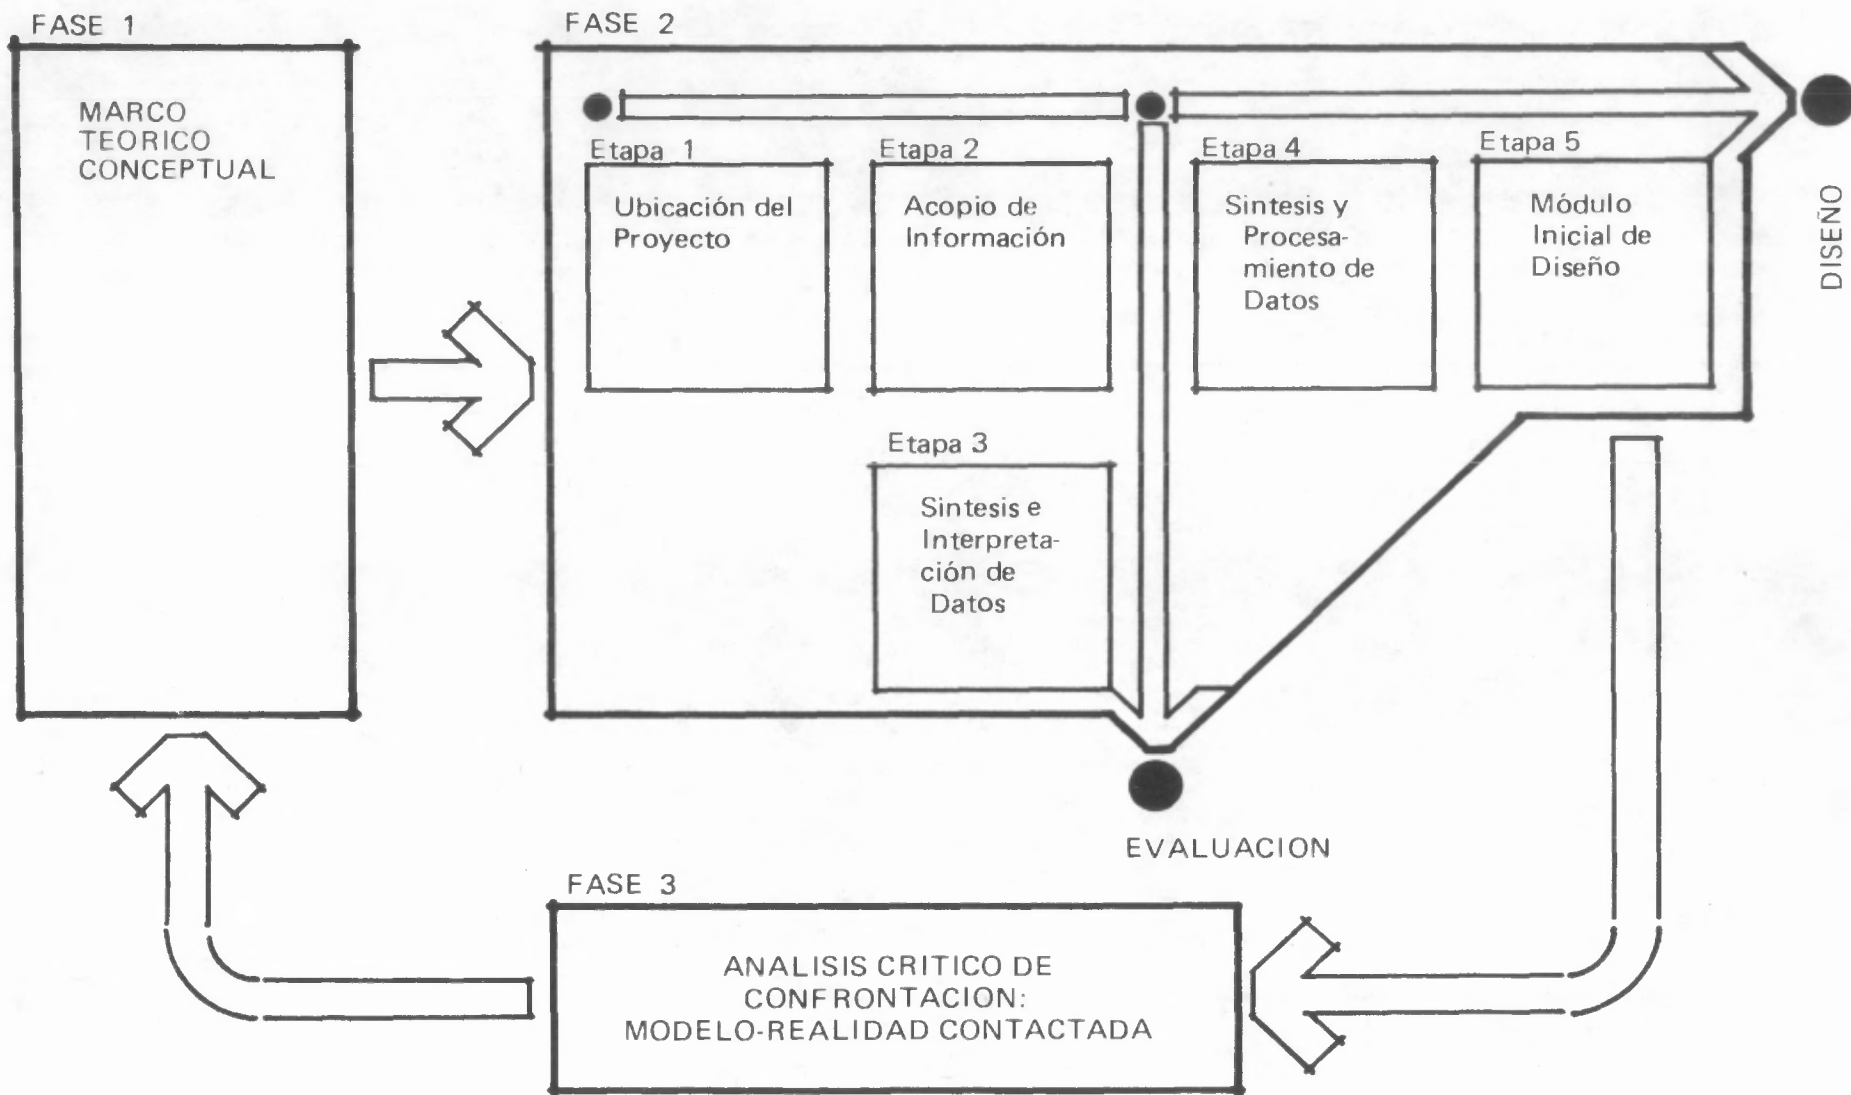 FASE 1
MARCO
TEORICO
CONCEPTUAL
FASE 2
Etapa 1
Ubicación del
Proyecto
Etapa 2
Acopio de
Información
Etapa 3
Sintesis e
Interpreta-
ción de
Datos
Etapa 4
Sintesis y
Procesa-
miento de
Datos
Etapa 5
Módulo
Inicial de
Diseño
DISEÑO
EVALUACION
FASE 3
ANALISIS CRITICO DE
CONFRONTACION:
MODELO-REALIDAD CONTACTADA